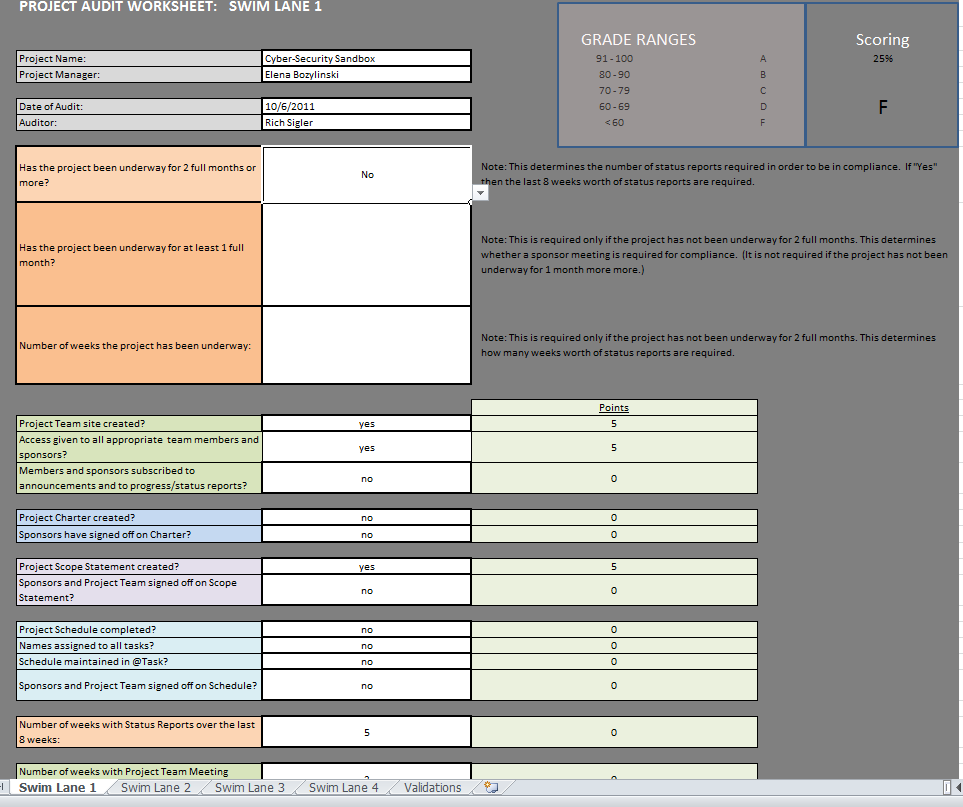 PROJECT AUDIT WORKSHEET: SWIM LANE 1
GRADE RANGES
91 - 100 A
80 - 90 B
70 - 79 C
60 - 69 D
< 60 F
Scoring
25%
F
Project Name: Cyber-Security Sandbox
Project Manager: Elena Bozylinski
Date of Audit: 10/6/2011
Auditor: Rich Sigler
Has the project been underway for 2 full months or
more?
No
Note: This determines the number of status reports required in order to be in compliance. If "Yes"
then the last 8 weeks worth of status reports are required.
Has the project been underway for at least 1 full
month?
Note: This is required only if the project has not been underway for 2 full months. This determines
whether a sponsor meeting is required for compliance. (It is not required if the project has not been
underway for 1 month more more.)
Number of weeks the project has been underway:
Note: This is required only if the project has not been underway for 2 full months. This determines
how many weeks worth of status reports are required.
Points
Project Team site created? yes 5
Access given to all appropriate team members and
sponsors?
yes 5
Members and sponsors subscribed to
announcements and to progress/status reports?
no 0
Project Charter created? no 0
Sponsors have signed off on Charter? no 0
Project Scope Statement created? yes 5
Sponsors and Project Team signed off on Scope
Statement?
no 0
Project Schedule completed? no 0
Names assigned to all tasks? no 0
Schedule maintained in @Task? no 0
Sponsors and Project Team signed off on Schedule? no 0
Number of weeks with Status Reports over the last
8 weeks:
5 0
Number of weeks with Project Team Meeting
Swim Lane 1 Swim Lane 2 Swim Lane 3 Swim Lane 4 Validations